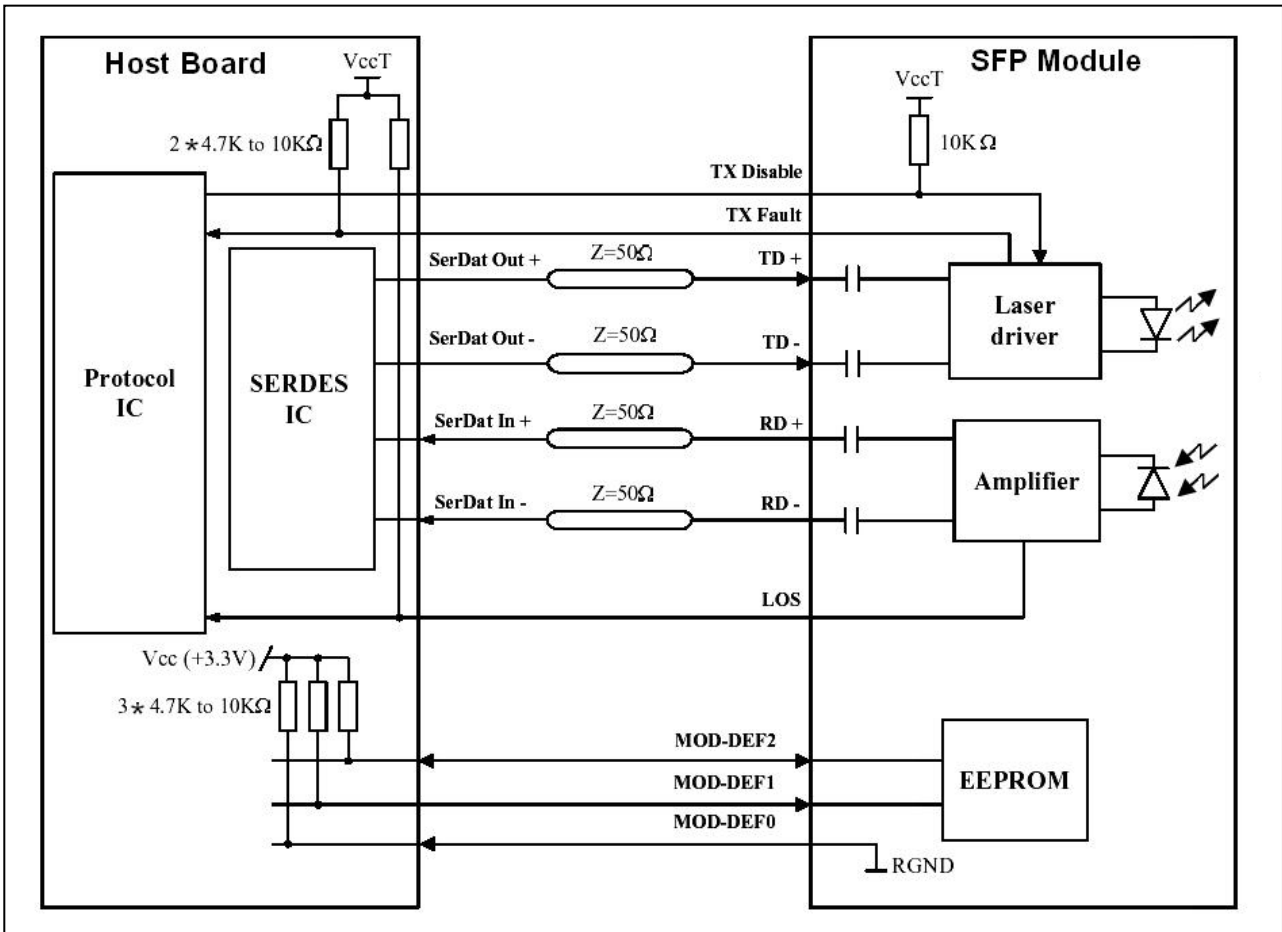 Host Board
VccT
2 * 4.7K to 10KΩ
SFP Module
VccT
10K Ω
TX Disable
TX Fault
Protocol
IC
SERDES
IC
SerDat Out +
Z=50Ω
TD +
SerDat Out -
Z=50Ω
TD -
Laser
driver
SerDat In +
Z=50Ω
RD +
SerDat In -
Z=50Ω
RD -
Amplifier
LOS
Vcc (+3.3V)
3 * 4.7K to 10KΩ
MOD-DEF2
MOD-DEF1
MOD-DEF0
EEPROM
RGND